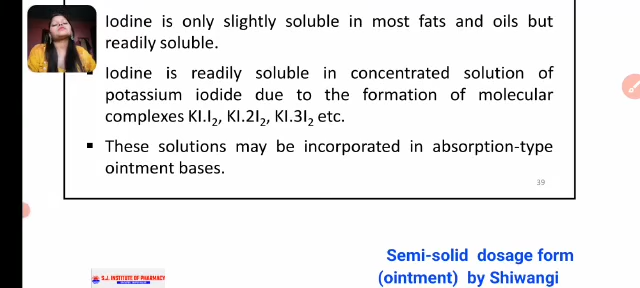 Iodine is only slightly soluble in most fats and oils but
readily soluble.
▪ Iodine is readily soluble in concentrated solution of
potassium iodide due to the formation of molecular
complexes KI.I₂, KI.2I₂, KI.3I₂ etc.
▪ These solutions may be incorporated in absorption-type
ointment bases.
39
Semi-solid dosage form
(ointment) by Shiwangi
S.J. INSTITUTE OF PHARMACY